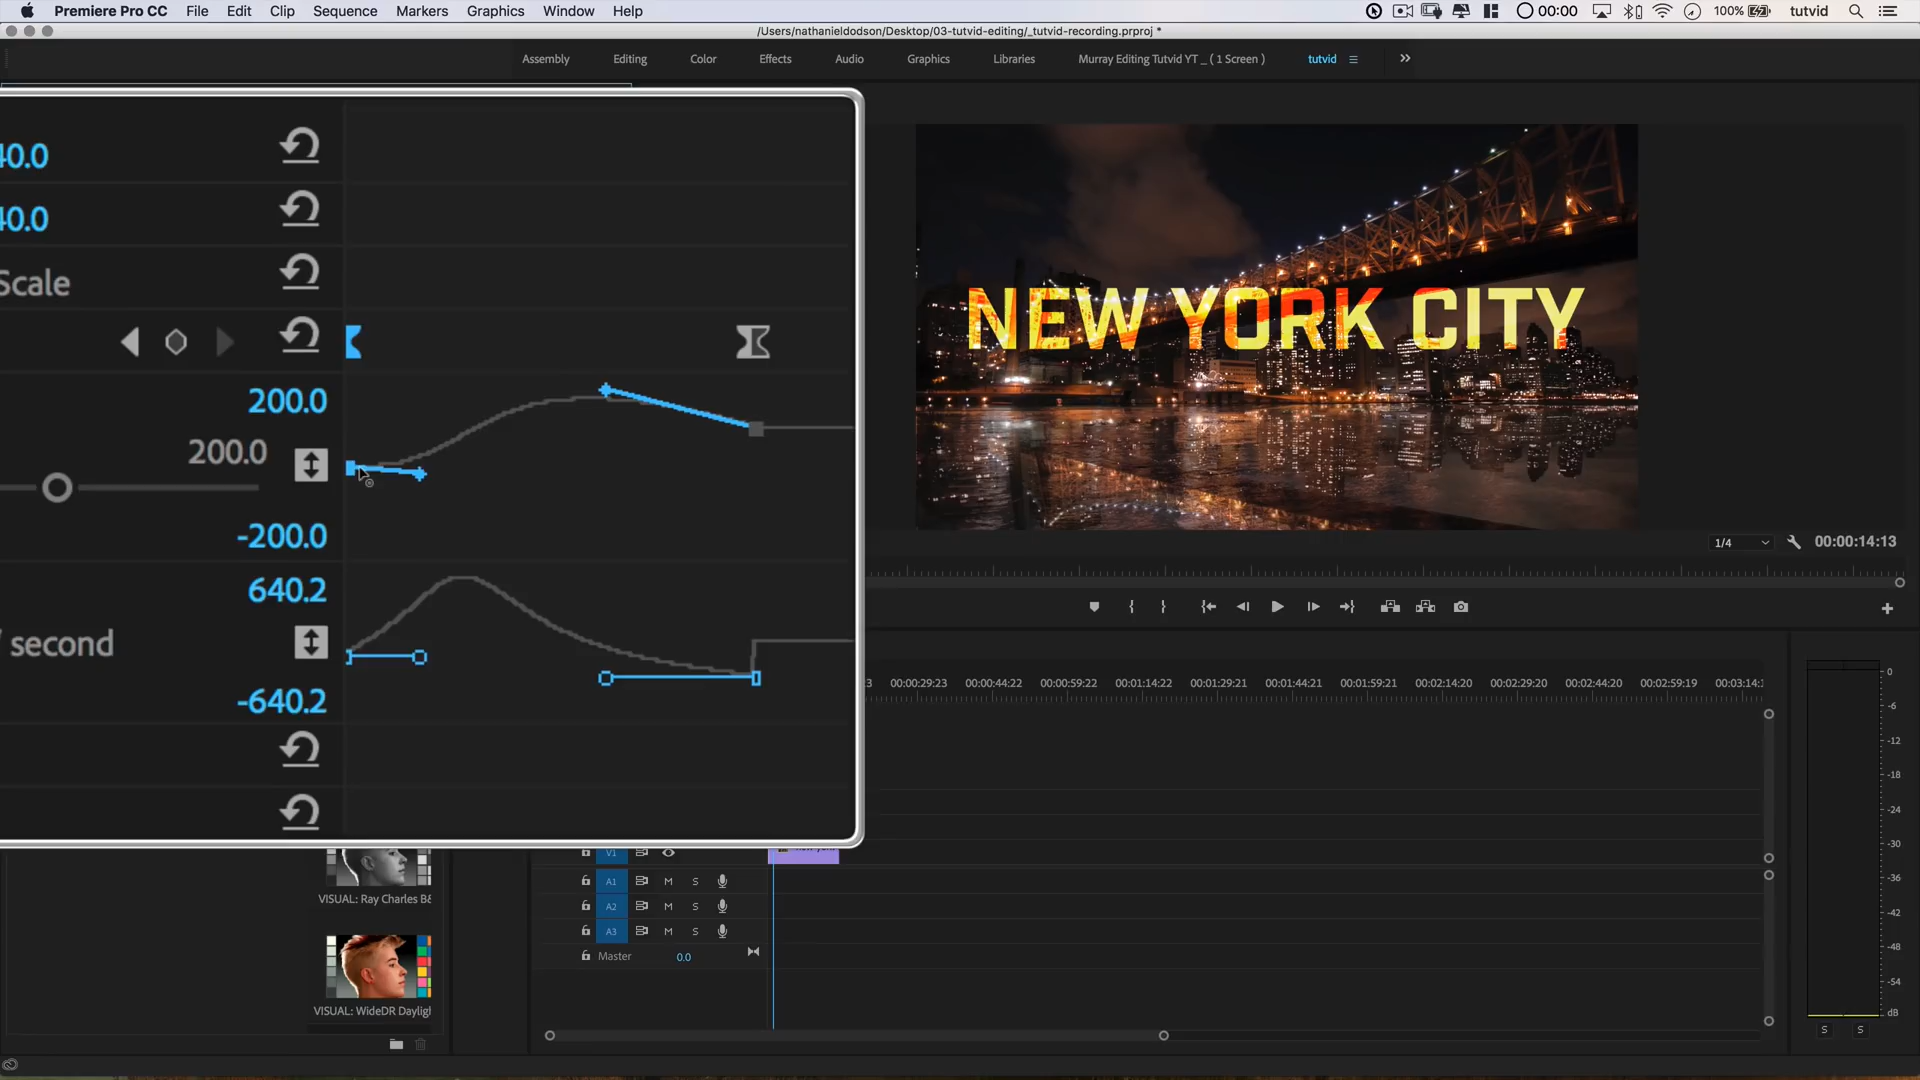 Premiere Pro CC File Edit Clip Sequence Markers Graphics Window Help 00:00 100% tutvid
/Users/nathanieldodson/Desktop/03-tutvid-editing/_tutvid-recording.prproj *
Assembly Editing Color Effects Audio Graphics Libraries Murray Editing Tutvid YT _ ( 1 Screen ) tutvid
40.0
40.0
Scale
200.0
200.0
-200.0
640.2
/ second
-640.2
NEW YORK CITY
1/4 00:00:14:13
00:00:29:23 00:00:44:22 00:00:59:22 00:01:14:22 00:01:29:21 00:01:44:21 00:01:59:21 00:02:14:20 00:02:29:20 00:02:44:20 00:02:59:19 00:03:14:1
V1
A1 M S
A2 M S
A3 M S
Master 0.0
VISUAL: Ray Charles B&
VISUAL: WideDR Daylight
0
-6
-12
-18
-24
-30
-36
-42
-48
-54
dB
S S